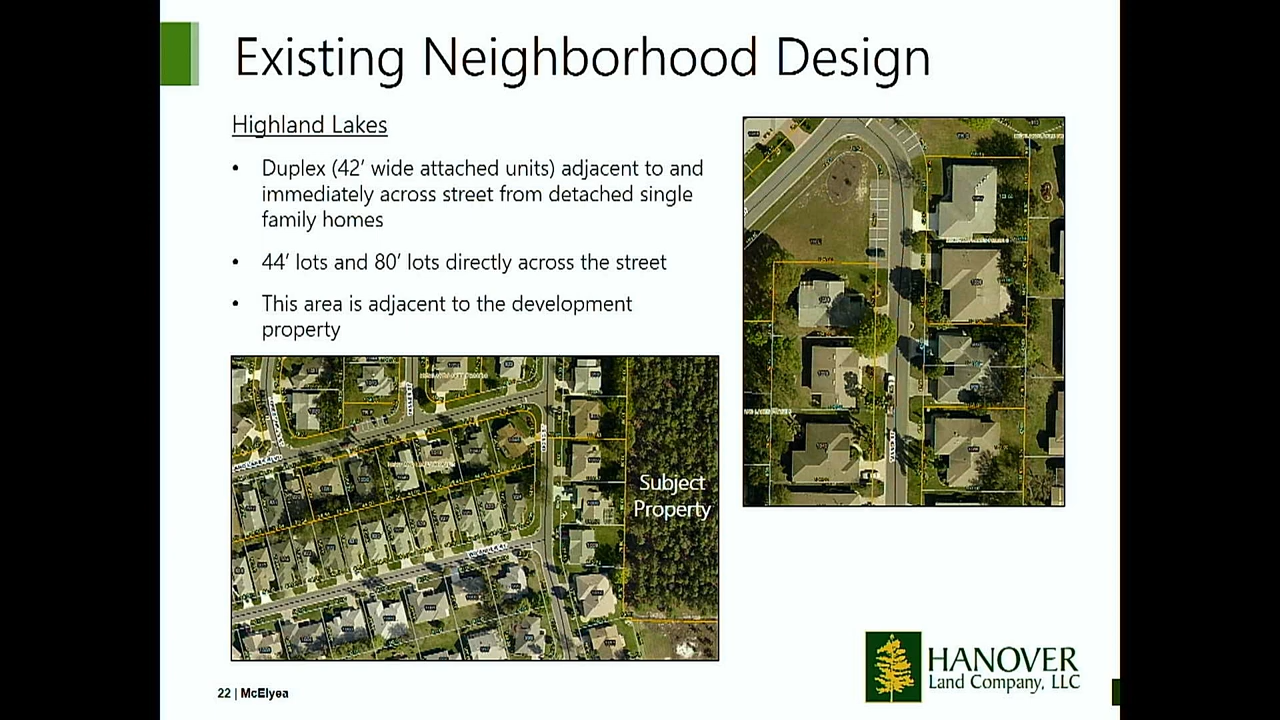 Existing Neighborhood Design
Highland Lakes
• Duplex (42’ wide attached units) adjacent to and
immediately across street from detached single
family homes
• 44’ lots and 80’ lots directly across the street
• This area is adjacent to the development
property
Subject
Property
HANOVER
Land Company, LLC
22 | McElyea